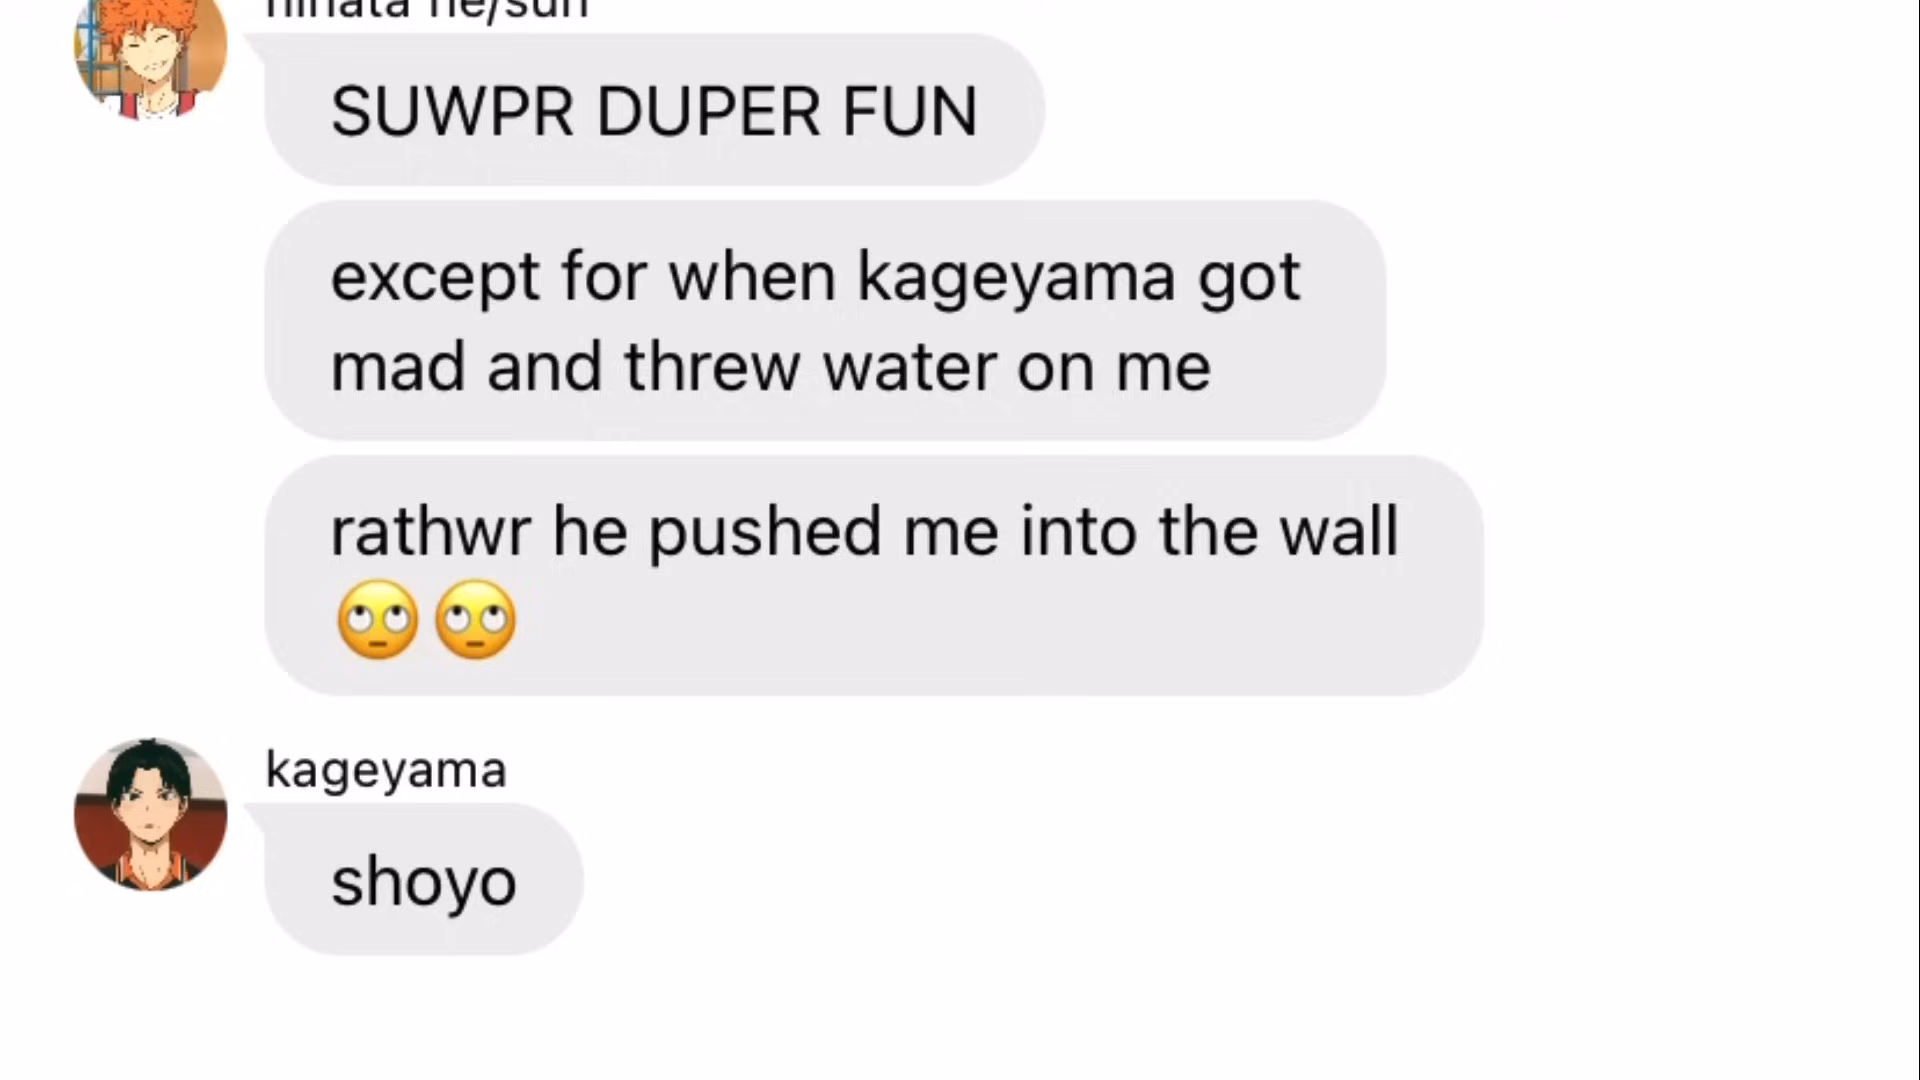 hinata he/sun
SUWPR DUPER FUN
except for when kageyama got
mad and threw water on me
rathwr he pushed me into the wall
🙄🙄
kageyama
shoyo